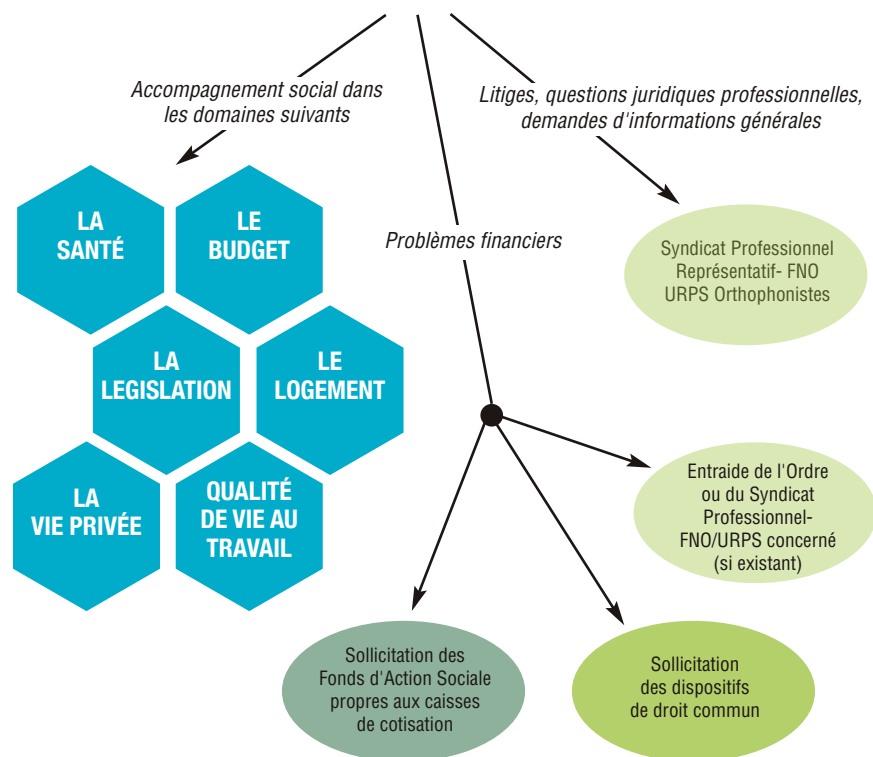 Accompagnement social dans
les domaines suivants
Litiges, questions juridiques professionnelles,
demandes d'informations générales
LA
SANTÉ
LE
BUDGET
LA
LEGISLATION
LE
LOGEMENT
LA
VIE PRIVÉE
QUALITÉ
DE VIE AU
TRAVAIL
Problèmes financiers
Syndicat Professionnel
Représentatif- FNO
URPS Orthophonistes
Entraide de l'Ordre
ou du Syndicat
Professionnel-
FNO/URPS concerné
(si existant)
Sollicitation des
Fonds d'Action Sociale
propres aux caisses
de cotisation
Sollicitation
des dispositifs
de droit commun